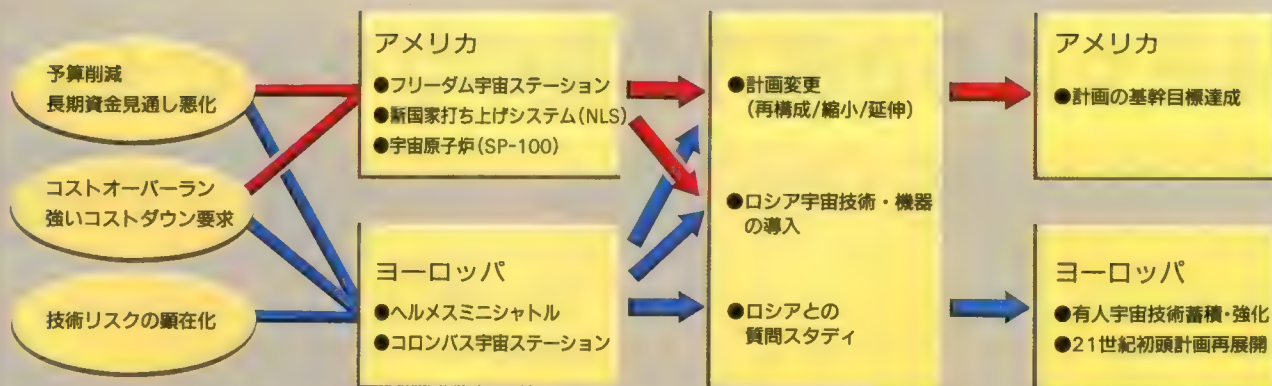 予算削減
長期資金見通し悪化
コストオーバーラン
強いコストダウン要求
技術リスクの顕在化
アメリカ
●フリーダム宇宙ステーション
●新国家打ち上げシステム(NLS)
●宇宙原子炉(SP-100)
ヨーロッパ
●ヘルメスミニシャトル
●コロンバス宇宙ステーション
●計画変更
(再構成/縮小/延伸)
●ロシア宇宙技術・機器
の導入
●ロシアとの
質問スタディ
アメリカ
●計画の基幹目標達成
ヨーロッパ
●有人宇宙技術蓄積・強化
●21世紀初頭計画再展開